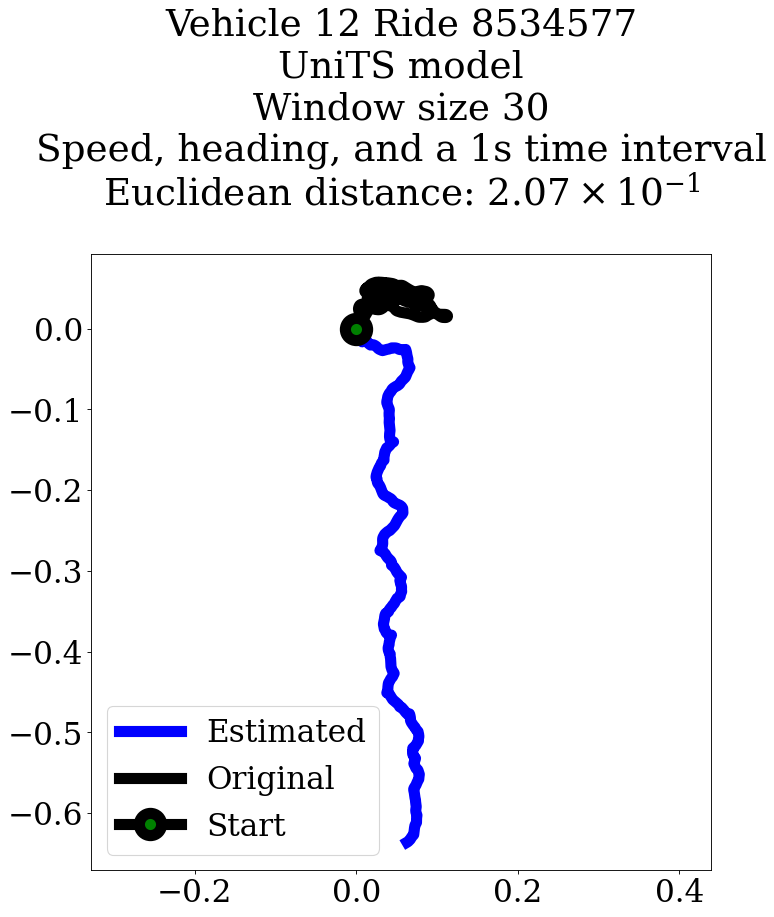 Vehicle 12 Ride 8534577
UniTS model
Window size 30
Speed, heading, and a 1s time interval
Euclidean distance: 2.07 × 10⁻¹
0.0
−0.1
−0.2
−0.3
−0.4
−0.5
−0.6
Estimated
Original
Start
−0.2
0.0
0.2
0.4